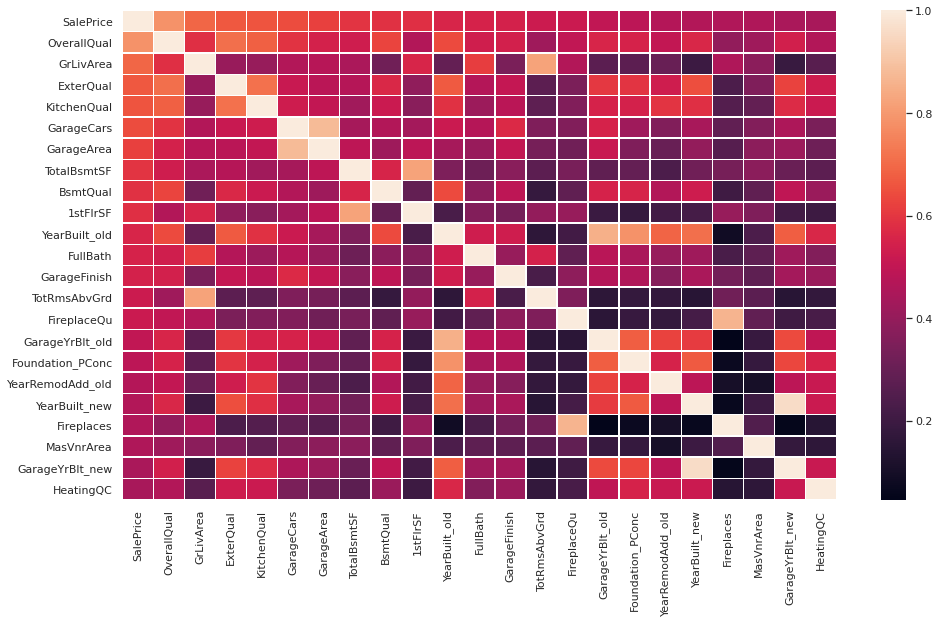 SalePrice
OverallQual
GrLivArea
ExterQual
KitchenQual
GarageCars
GarageArea
TotalBsmtSF
BsmtQual
1stFlrSF
YearBuilt_old
FullBath
GarageFinish
TotRmsAbvGrd
FireplaceQu
GarageYrBlt_old
Foundation_PConc
YearRemodAdd_old
YearBuilt_new
Fireplaces
MasVnrArea
GarageYrBlt_new
HeatingQC
SalePrice
OverallQual
GrLivArea
ExterQual
KitchenQual
GarageCars
GarageArea
TotalBsmtSF
BsmtQual
1stFlrSF
YearBuilt_old
FullBath
GarageFinish
TotRmsAbvGrd
FireplaceQu
GarageYrBlt_old
Foundation_PConc
YearRemodAdd_old
YearBuilt_new
Fireplaces
MasVnrArea
GarageYrBlt_new
HeatingQC
1.0
0.8
0.6
0.4
0.2